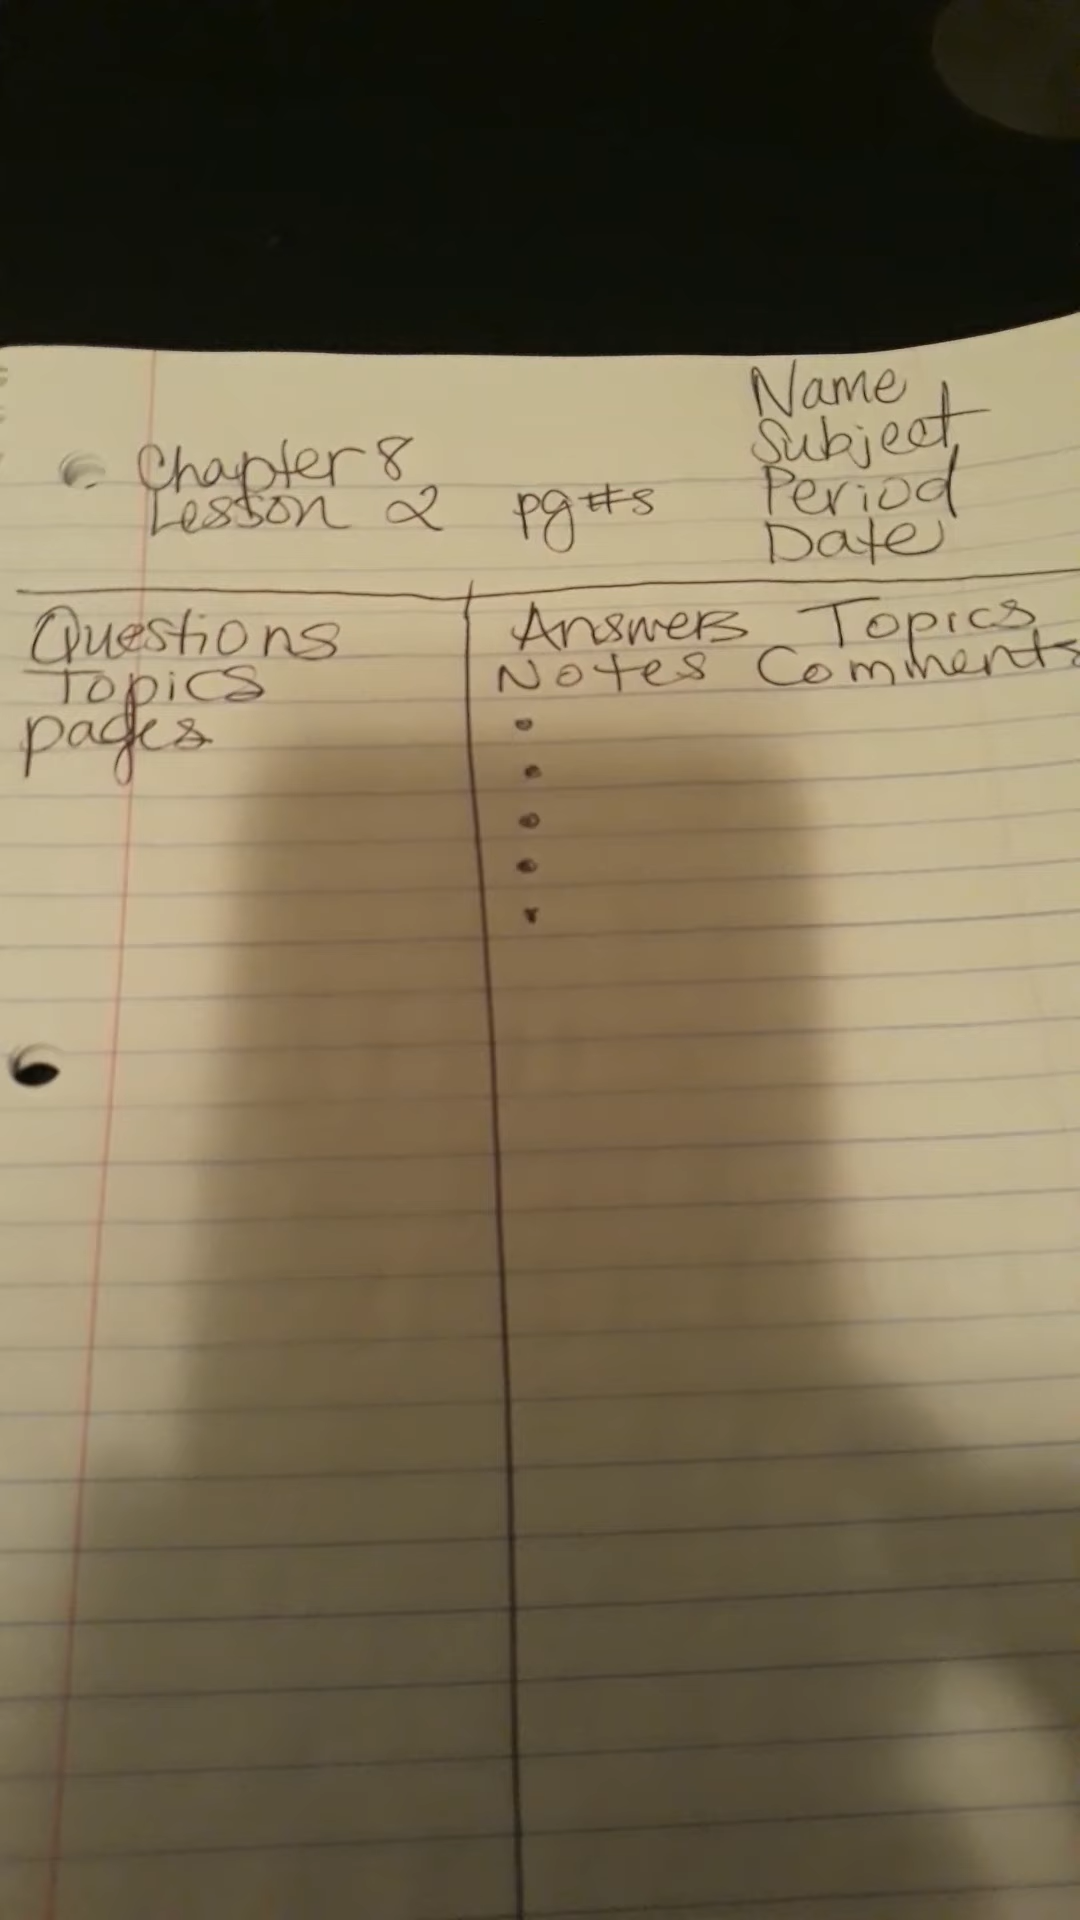 Name
Subject
Chapter 8
Period
Lesson 2 pg#s
Date
Questions
Topics
pages
Answers Topics
Notes Comments